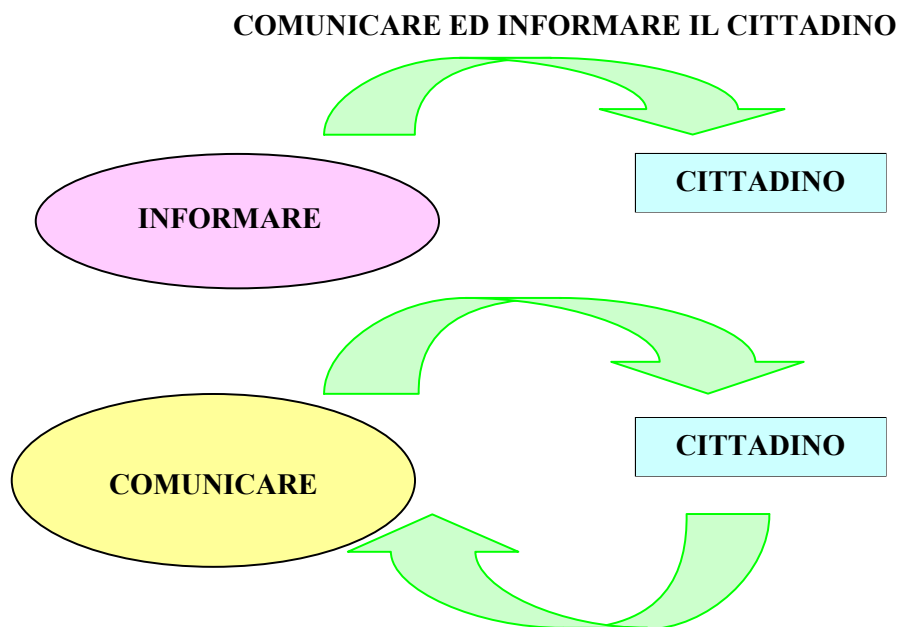 COMUNICARE ED INFORMARE IL CITTADINO
CITTADINO
INFORMARE
CITTADINO
COMUNICARE